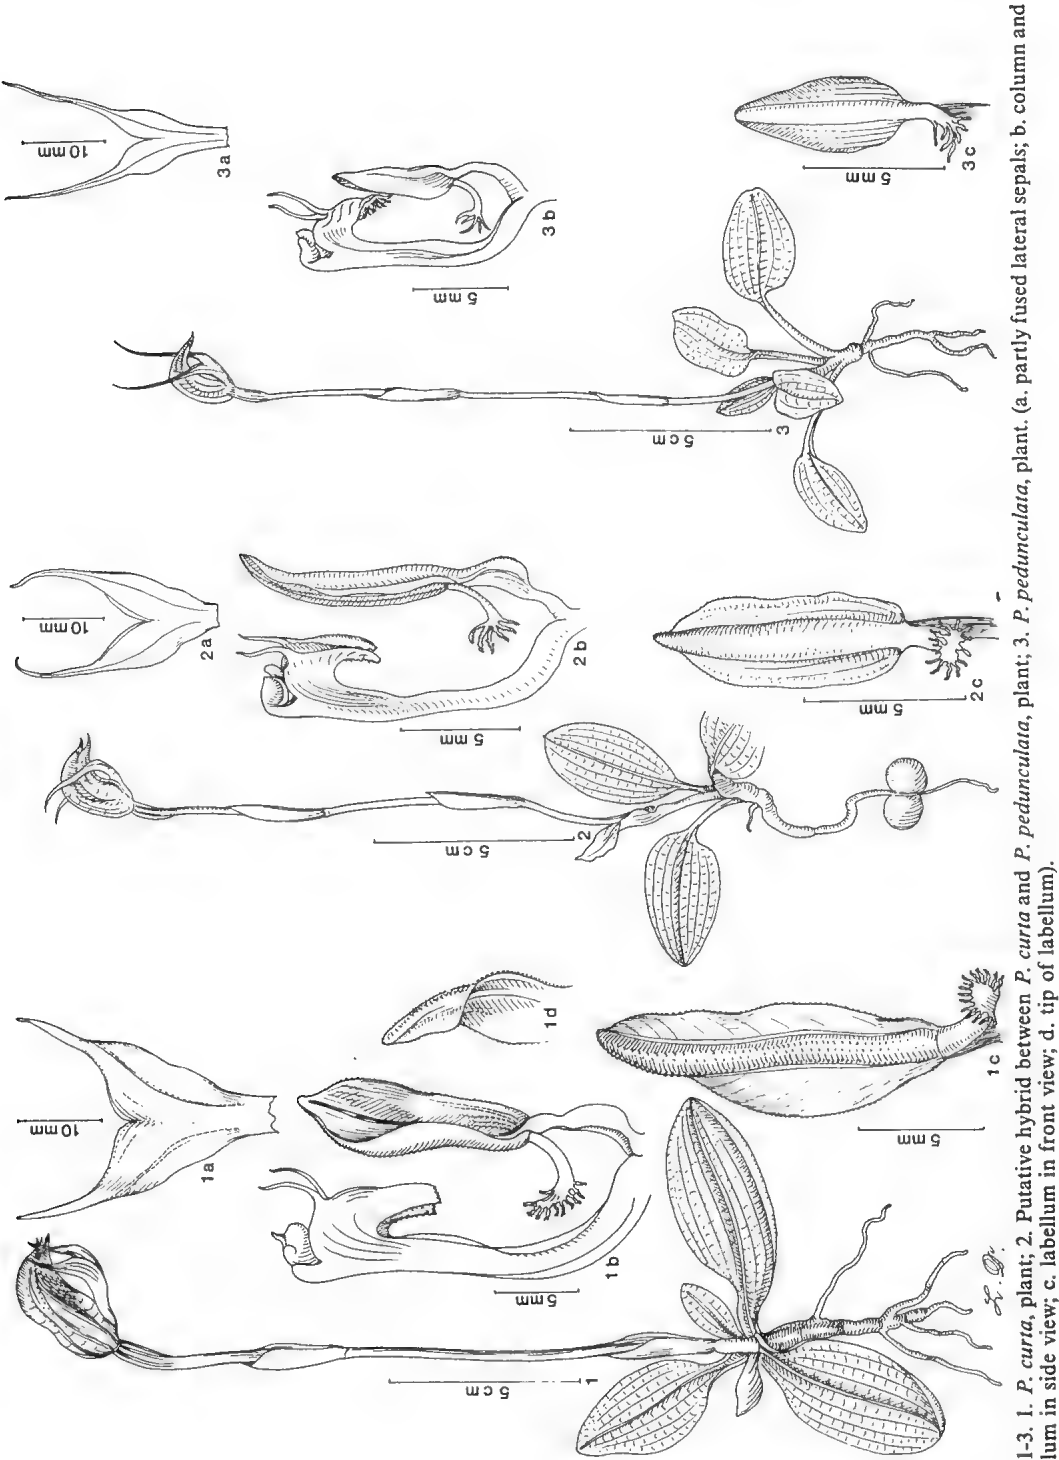 10 mm
3a
5 mm
3b
5 mm
3c
5 cm
3
10 mm
2a
5 mm
2b
5 mm
2c
5 cm
2
10 mm
1a
1d
5 mm
1b
5 mm
1c
5 cm
1
1-3. 1. P. curta, plant; 2. Putative hybrid between P. curta and P. pedunculata, plant; 3. P. pedunculata, plant. (a. partly fused lateral sepals; b. column and
lum in side view; c. labellum in front view; d. tip of labellum).